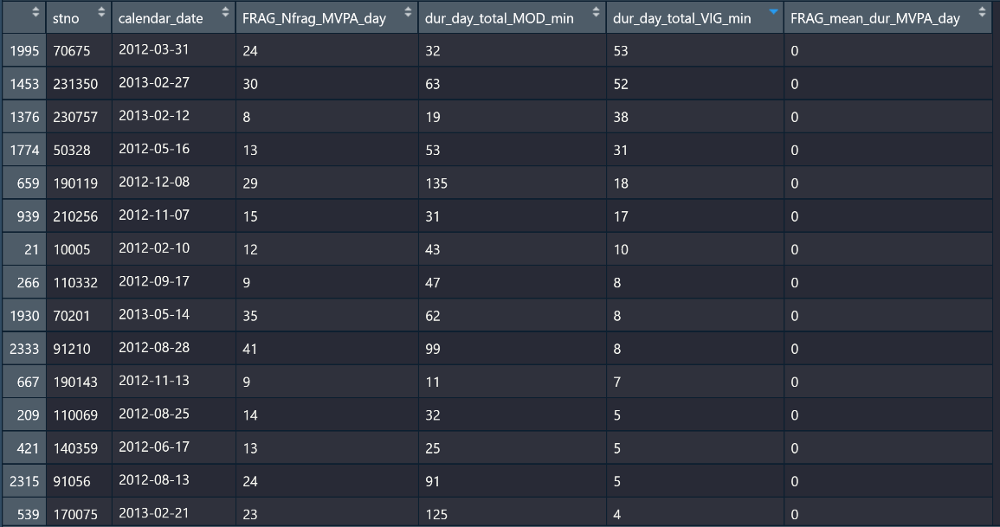 stno calendar_date FRAG_Nfrag_MVPA_day dur_day_total_MOD_min dur_day_total_VIG_min FRAG_mean_dur_MVPA_day
1995 70675 2012-03-31 24 32 53 0
1453 231350 2013-02-27 30 63 52 0
1376 230757 2013-02-12 8 19 38 0
1774 50328 2012-05-16 13 53 31 0
659 190119 2012-12-08 29 135 18 0
939 210256 2012-11-07 15 31 17 0
21 10005 2012-02-10 12 43 10 0
266 110332 2012-09-17 9 47 8 0
1930 70201 2013-05-14 35 62 8 0
2333 91210 2012-08-28 41 99 8 0
667 190143 2012-11-13 9 11 7 0
209 110069 2012-08-25 14 32 5 0
421 140359 2012-06-17 13 25 5 0
2315 91056 2012-08-13 24 91 5 0
539 170075 2013-02-21 23 125 4 0